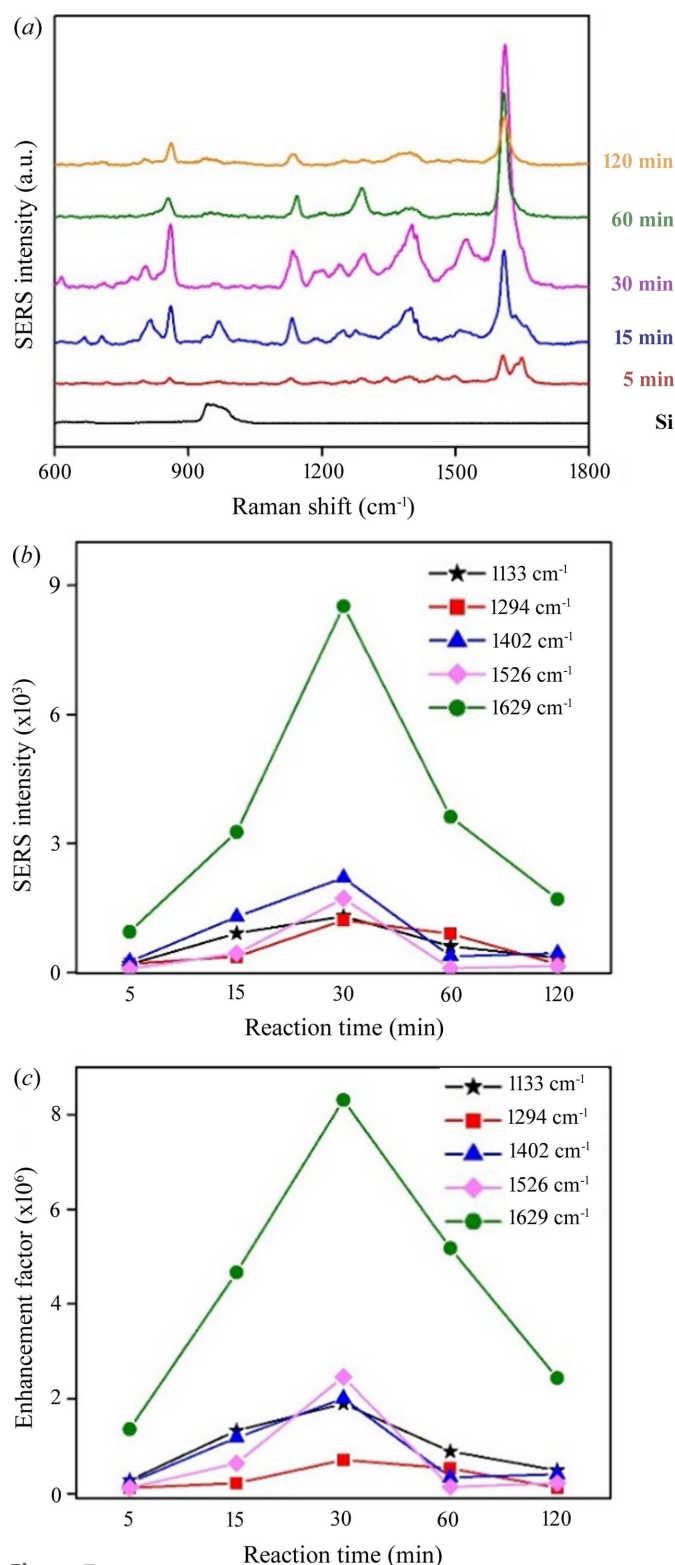 (a)
SERS intensity (a.u.)
120 min
60 min
30 min
15 min
5 min
Si
600 900 1200 1500 1800
Raman shift (cm⁻¹)
(b)
SERS intensity (x10³)
9
6
3
0
1133 cm⁻¹
1294 cm⁻¹
1402 cm⁻¹
1526 cm⁻¹
1629 cm⁻¹
5 15 30 60 120
Reaction time (min)
(c)
Enhancement factor (x10⁶)
8
6
4
2
0
1133 cm⁻¹
1294 cm⁻¹
1402 cm⁻¹
1526 cm⁻¹
1629 cm⁻¹
5 15 30 60 120
Reaction time (min)